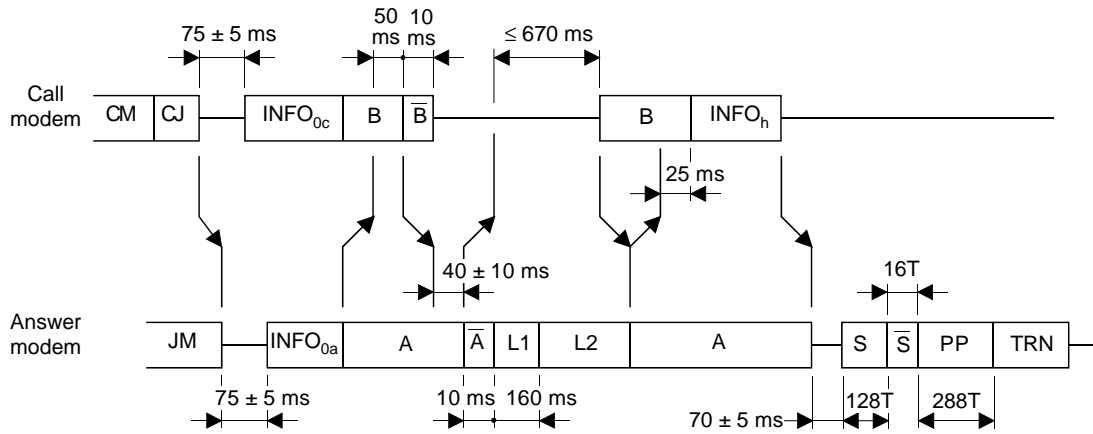 75 ± 5 ms
50 ms
10 ms
≤ 670 ms
Call modem
CM
CJ
INFO0c
B
B̅
B
INFOh
25 ms
40 ± 10 ms
16T
Answer modem
JM
INFO0a
A
A̅
L1
L2
A
S
S̅
PP
TRN
75 ± 5 ms
10 ms
160 ms
70 ± 5 ms
128T
288T